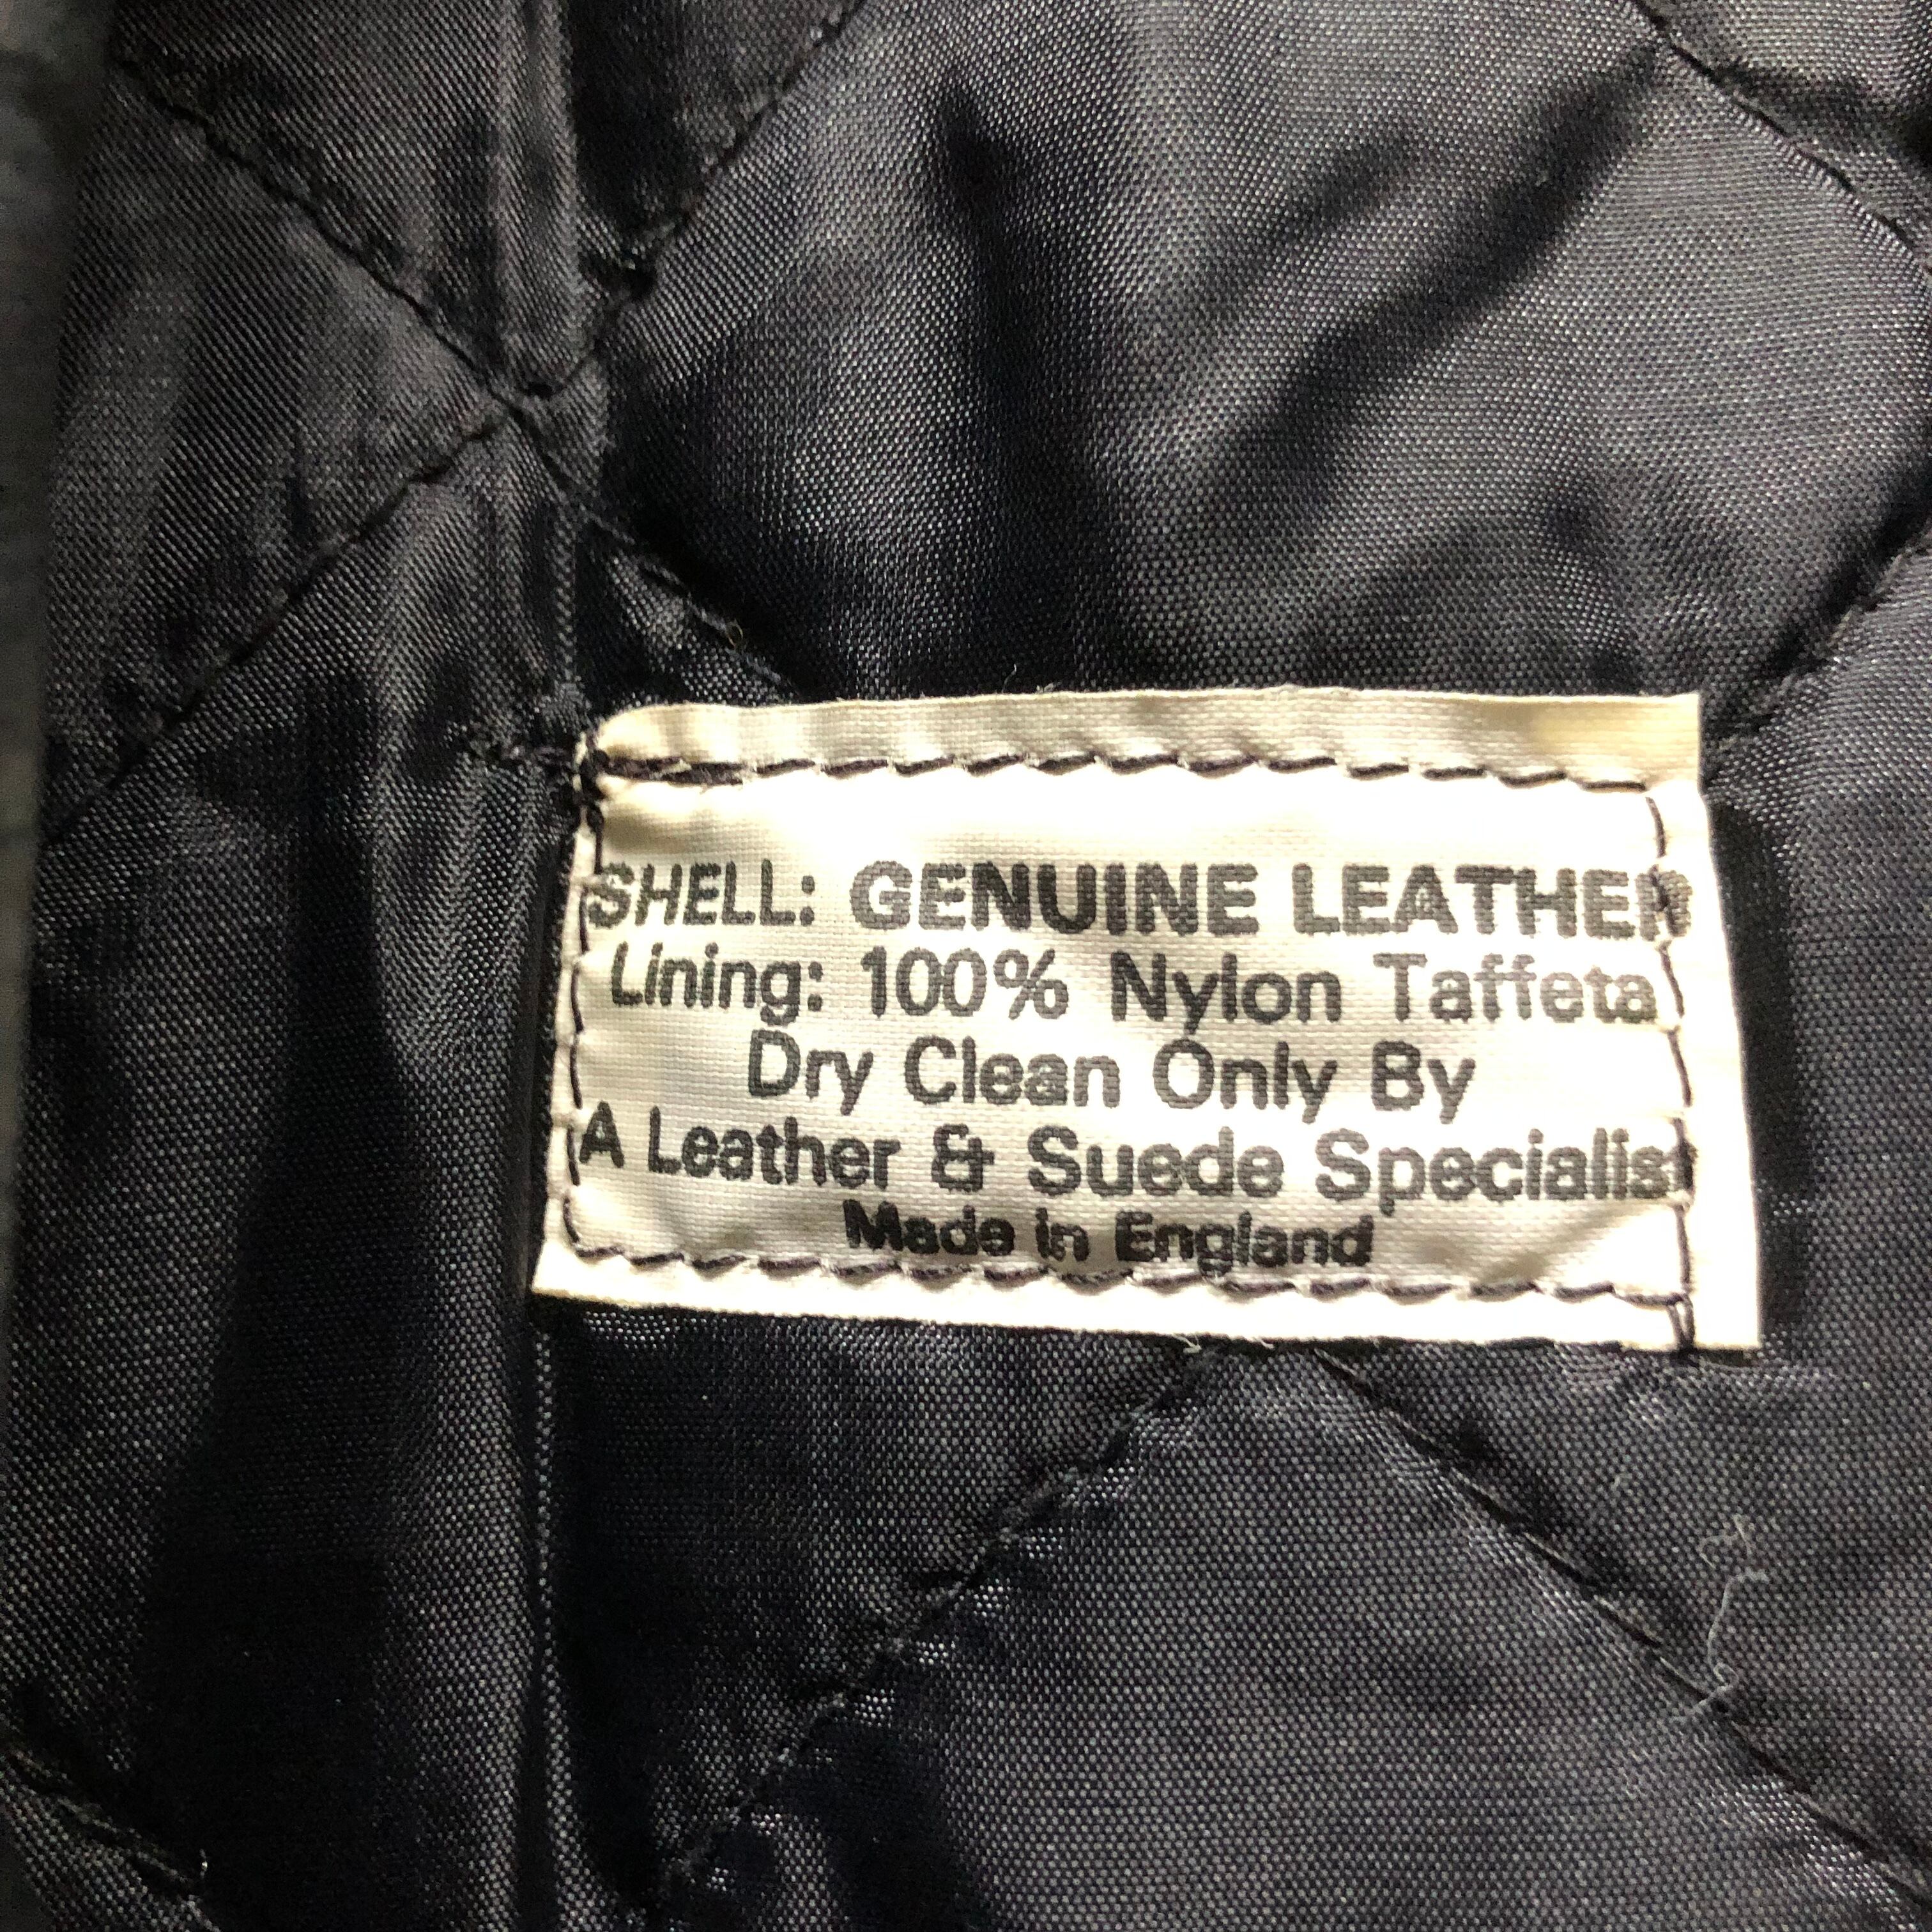 SHELL: GENUINE LEATHER
Lining: 100% Nylon Taffeta
Dry Clean Only By
A Leather & Suede Specialist
Made in England